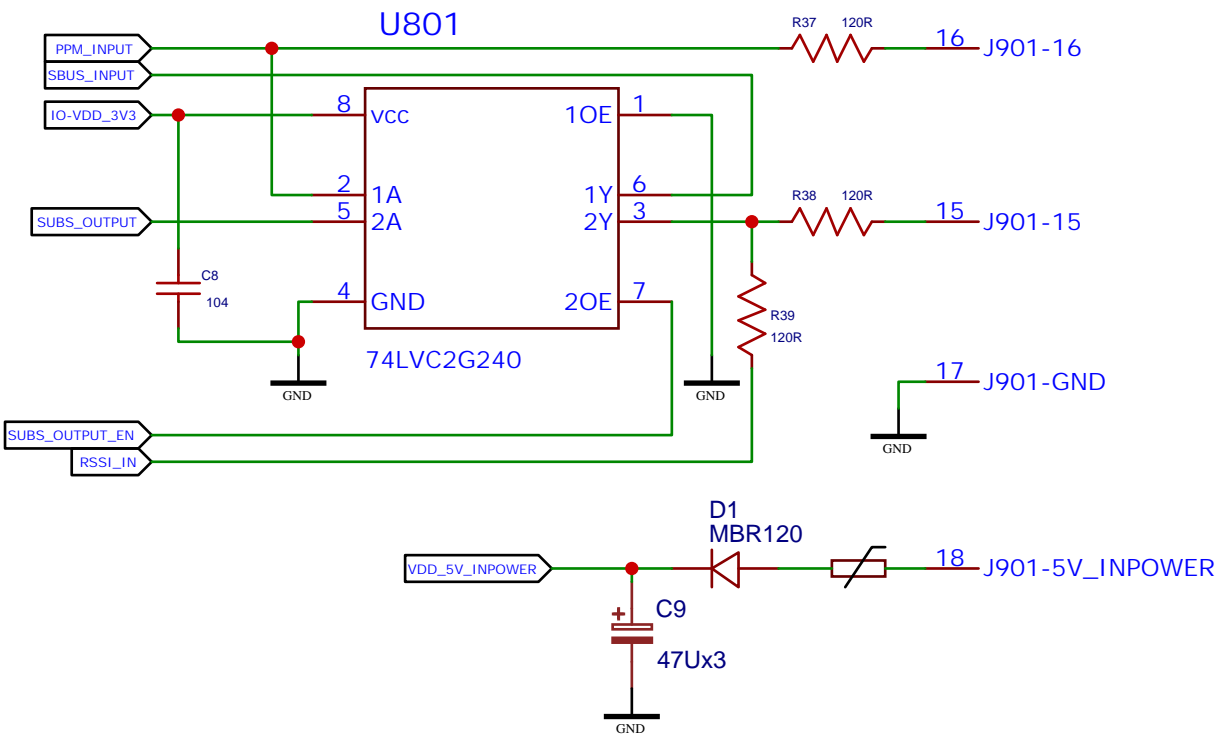 U801
R37 120R
PPM_INPUT
16 J901-16
SBUS_INPUT
IO-VDD_3V3
8 VCC
1OE 1
2 1A
1Y 6
R38 120R
SUBS_OUTPUT
5 2A
2Y 3
15 J901-15
C8
104
4 GND
2OE 7
R39
120R
74LVC2G240
17 J901-GND
GND
GND
SUBS_OUTPUT_EN
GND
RSSI_IN
D1
MBR120
VDD_5V_INPOWER
18 J901-5V_INPOWER
+ C9
47Ux3
GND